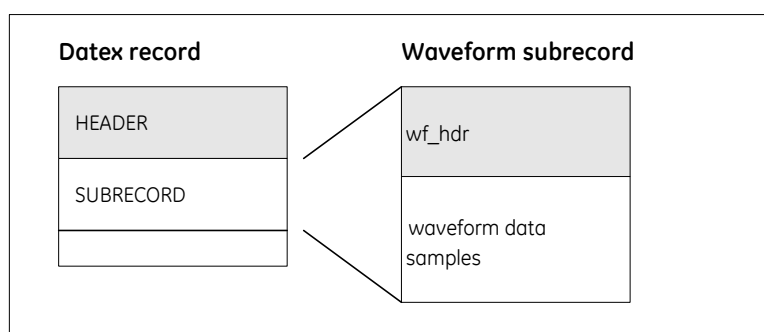 Datex record
Waveform subrecord
HEADER
wf_hdr
SUBRECORD
waveform data
samples